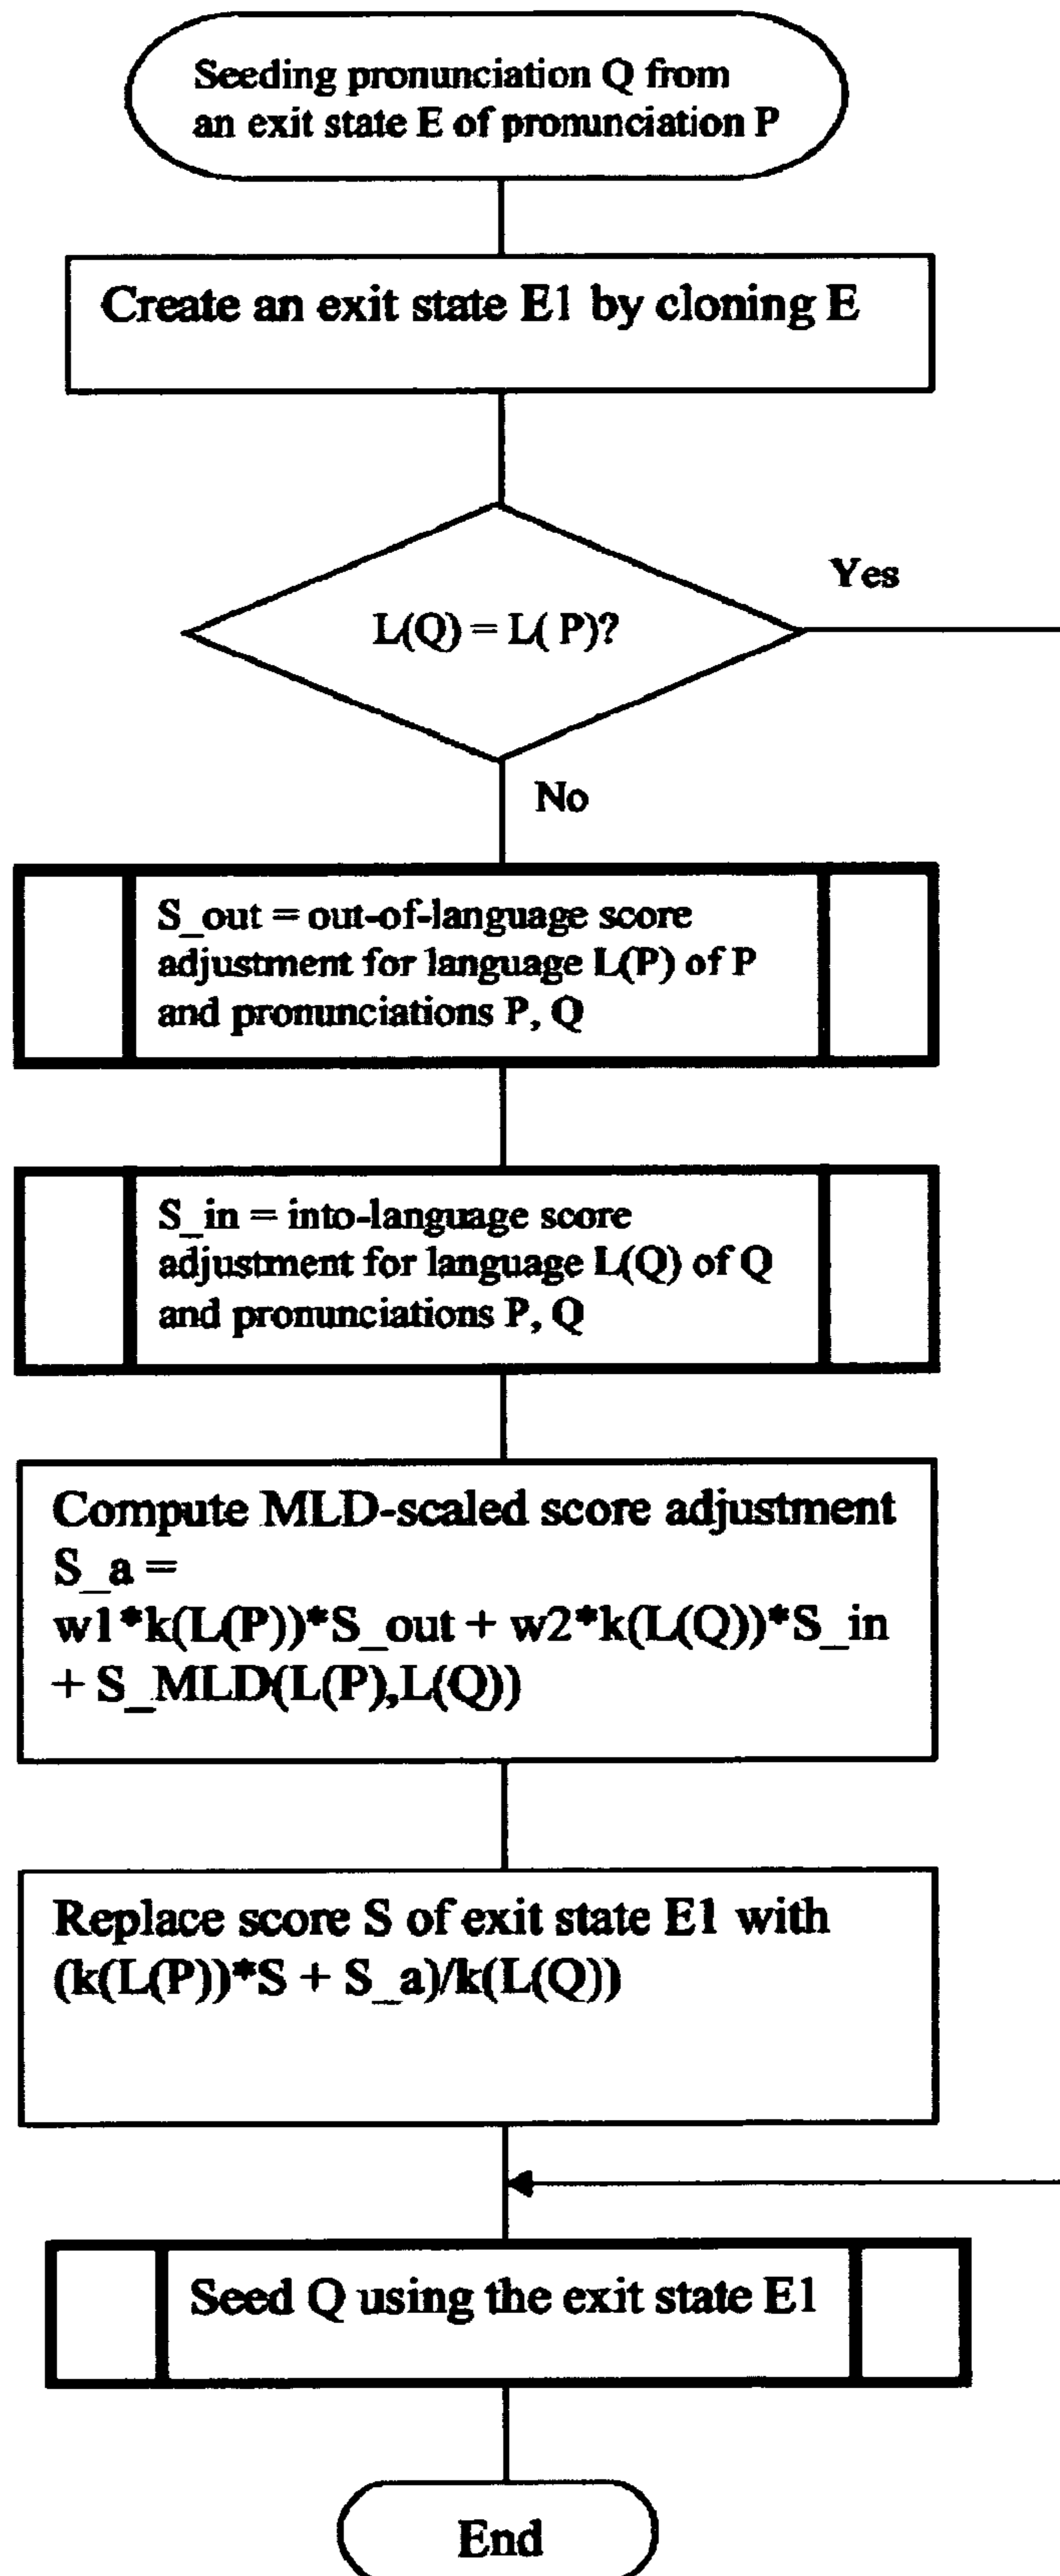 Seeding pronunciation Q from
an exit state E of pronunciation P
Create an exit state E1 by cloning E
L(Q) = L( P)?
Yes
No
S_out = out-of-language score
adjustment for language L(P) of P
and pronunciations P, Q
S_in = into-language score
adjustment for language L(Q) of Q
and pronunciations P, Q
Compute MLD-scaled score adjustment
S_a =
w1*k(L(P))*S_out + w2*k(L(Q))*S_in
+ S_MLD(L(P),L(Q))
Replace score S of exit state E1 with
(k(L(P))*S + S_a)/k(L(Q))
Seed Q using the exit state E1
End